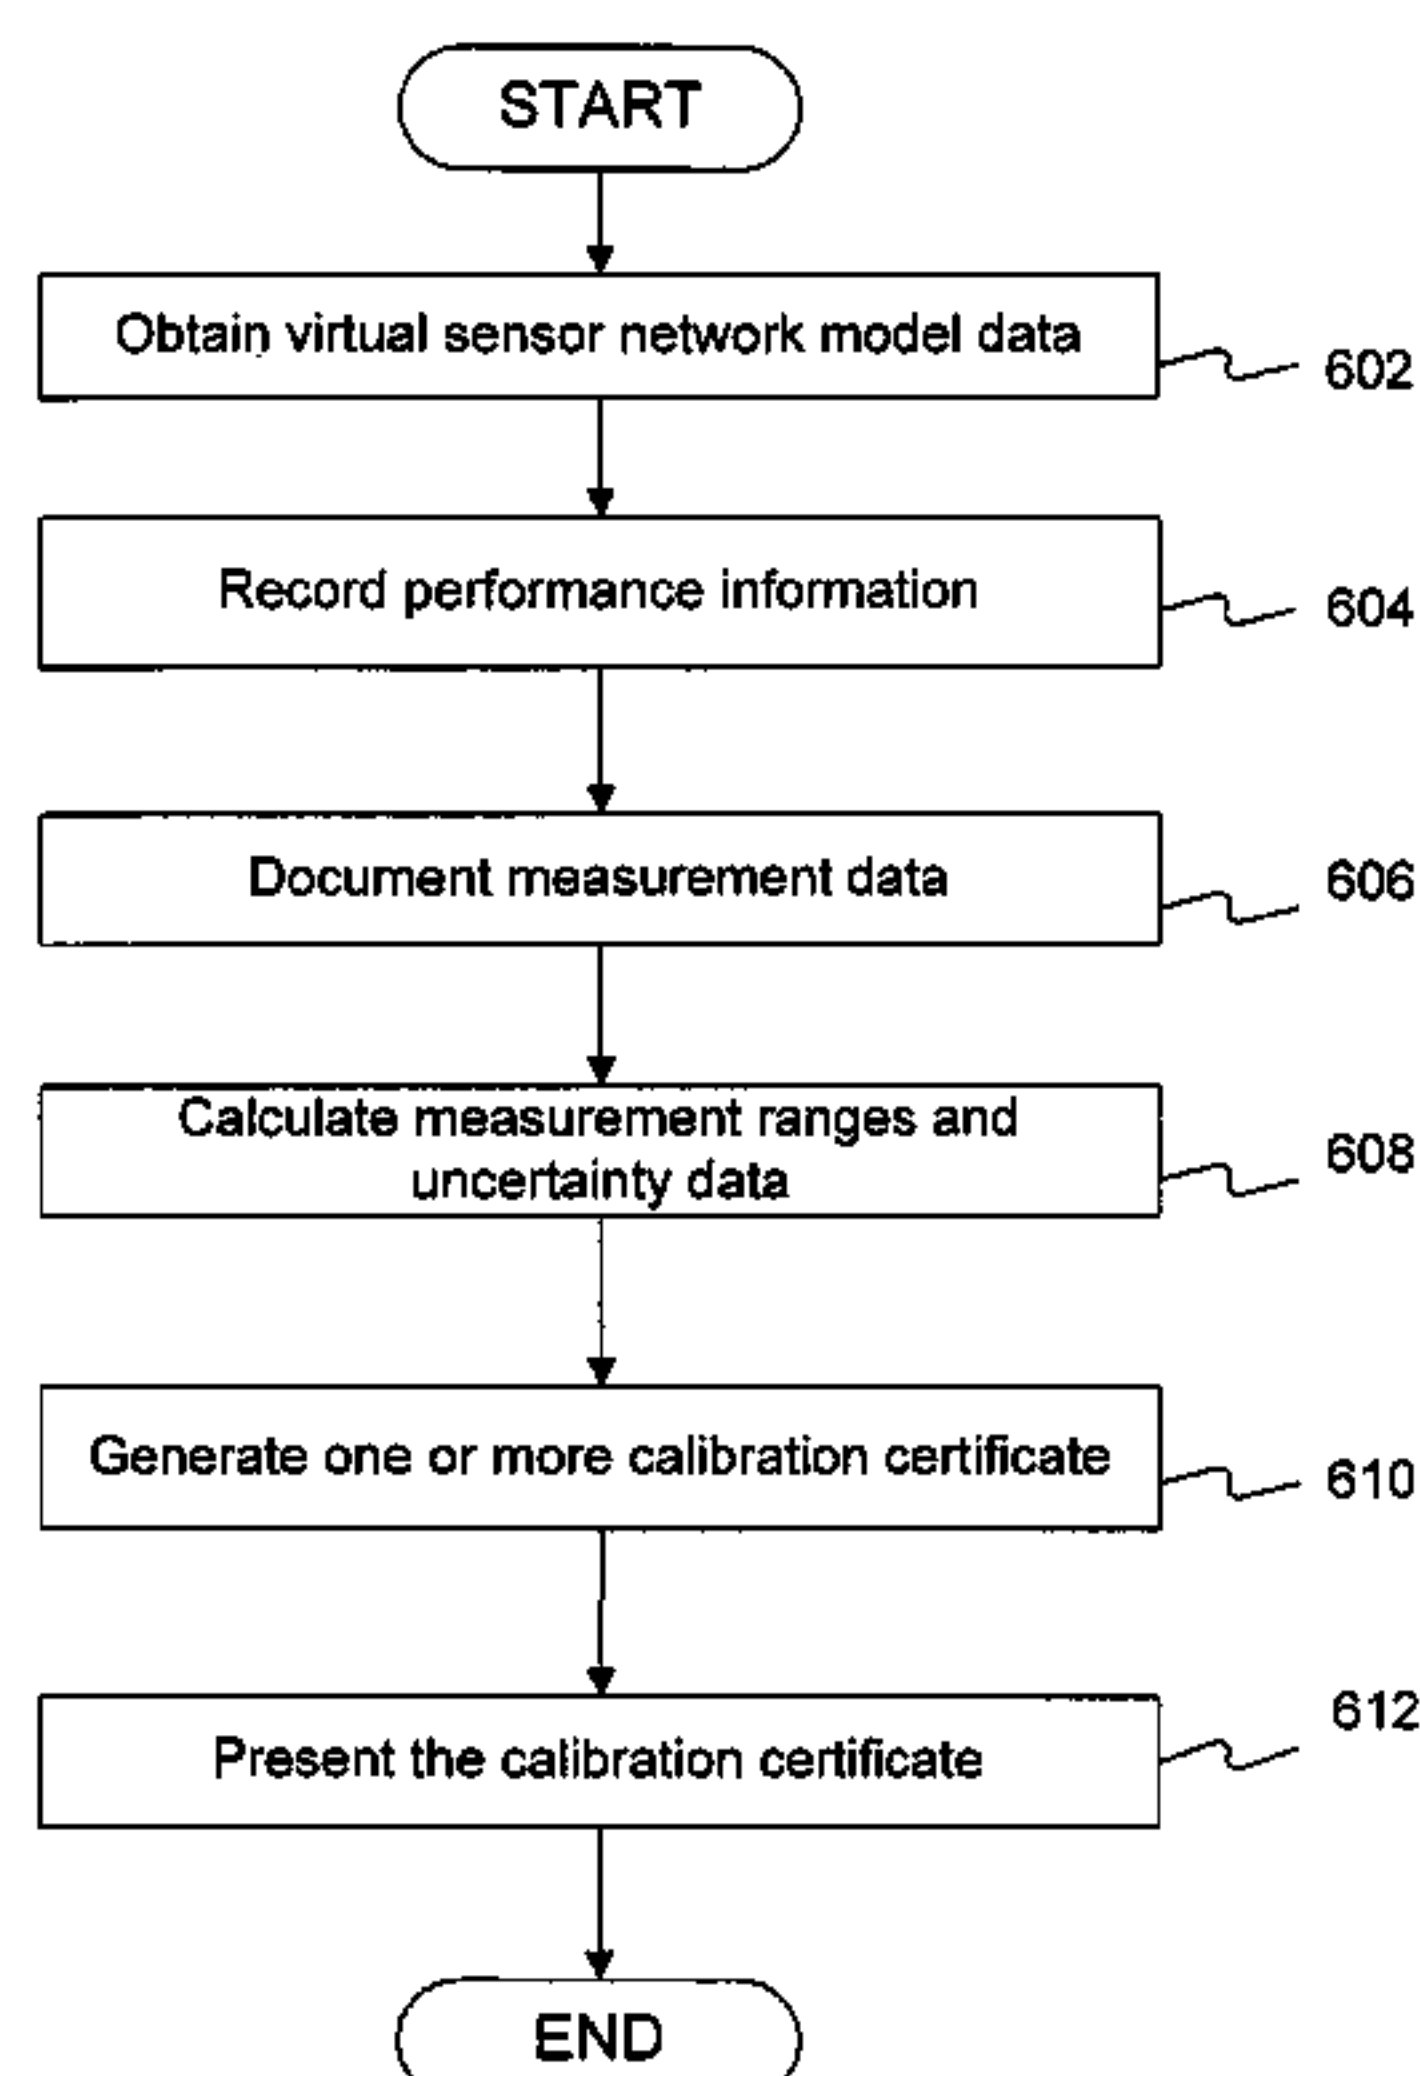 START
Obtain virtual sensor network model data
602
Record performance information
604
Document measurement data
606
Calculate measurement ranges and
uncertainty data
608
Generate one or more calibration certificate
610
Present the calibration certificate
612
END